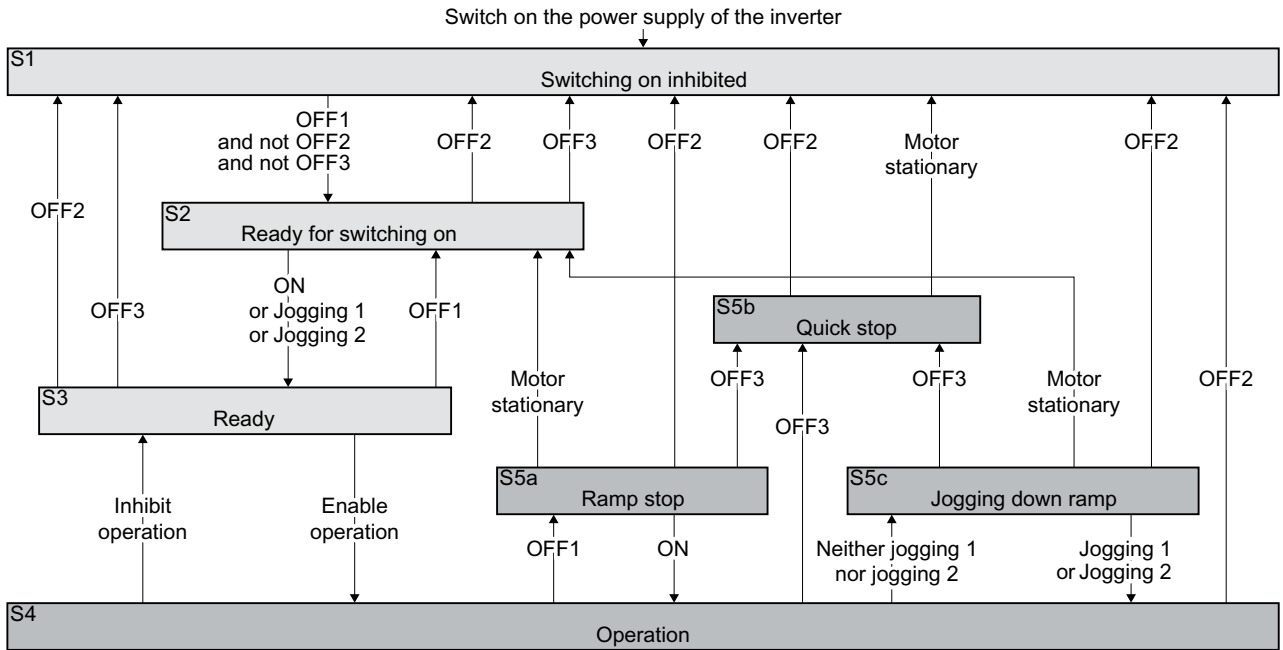 Switch on the power supply of the inverter
S1
Switching on inhibited
OFF1
and not OFF2
and not OFF3
OFF2
OFF3
OFF2
OFF2
Motor
stationary
OFF2
OFF2
S2
Ready for switching on
ON
or Jogging 1
or Jogging 2
OFF3
OFF1
S5b
Quick stop
Motor
stationary
OFF3
OFF3
Motor
stationary
OFF2
S3
Ready
OFF3
S5a
Ramp stop
S5c
Jogging down ramp
Inhibit
operation
Enable
operation
OFF1
ON
Neither jogging 1
nor jogging 2
Jogging 1
or Jogging 2
S4
Operation